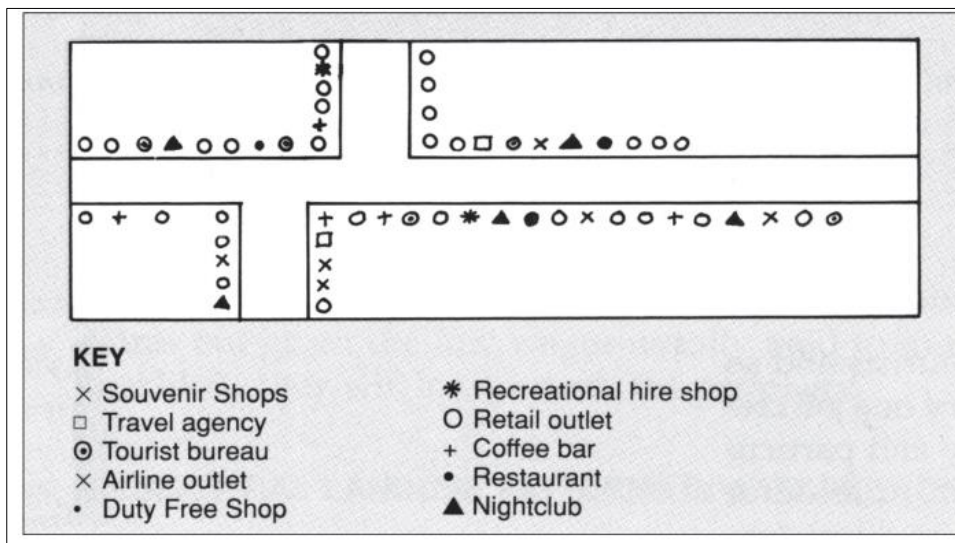 KEY
Souvenir Shops
Travel agency
Tourist bureau
Airline outlet
Duty Free Shop
Recreational hire shop
Retail outlet
Coffee bar
Restaurant
Nightclub